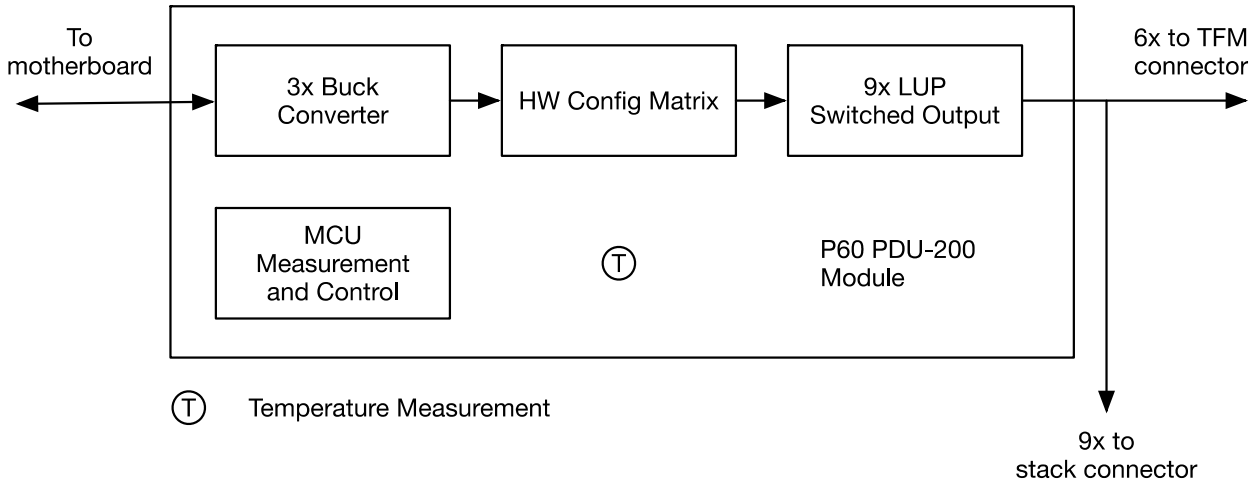 To
motherboard
3x Buck
Converter
HW Config Matrix
9x LUP
Switched Output
6x to TFM
connector
MCU
Measurement
and Control
T
P60 PDU-200
Module
T Temperature Measurement
9x to
stack connector